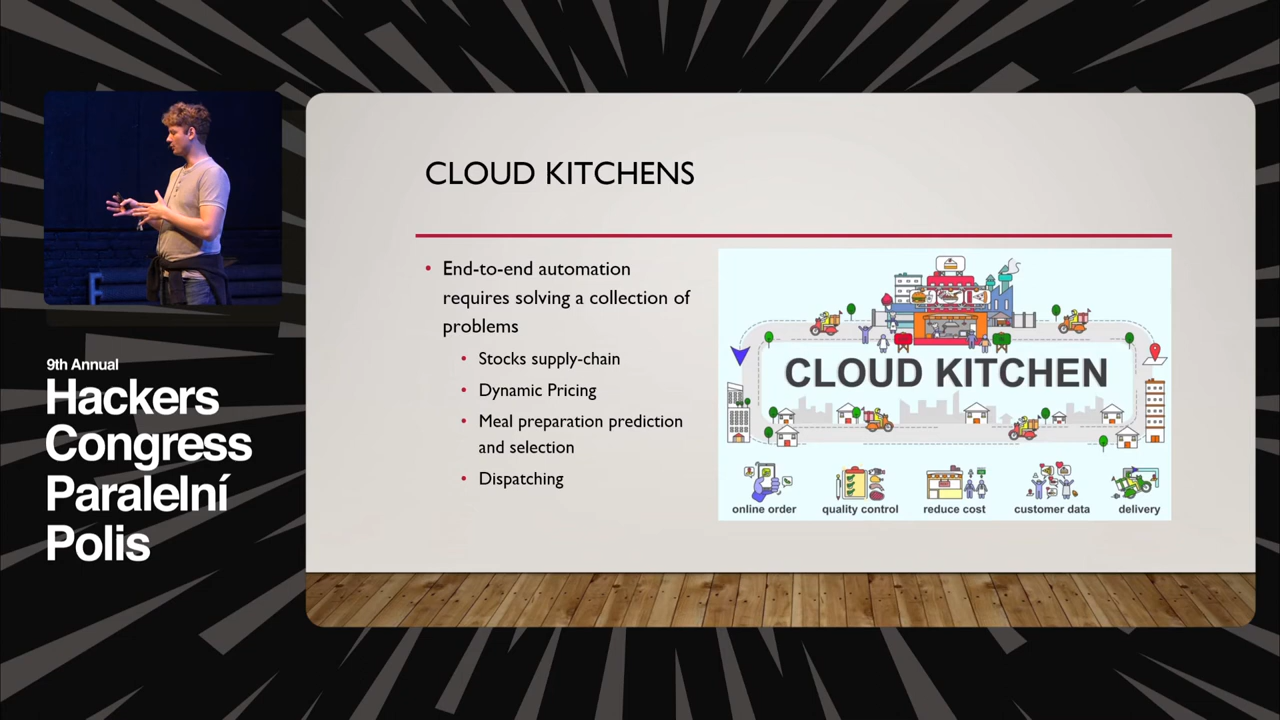 9th Annual
Hackers
Congress
Paralelní
Polis
CLOUD KITCHENS
• End-to-end automation
requires solving a collection of
problems
• Stocks supply-chain
• Dynamic Pricing
• Meal preparation prediction
and selection
• Dispatching
CLOUD KITCHEN
online order
quality control
reduce cost
customer data
delivery